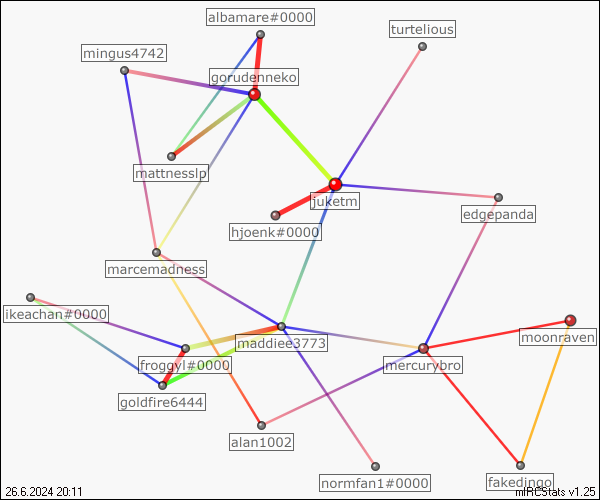 albamare#0000
turtelious
mingus4742
gorudenneko
mattnesslp
juketm
edgepanda
hjoenk#0000
marcemadness
ikeachan#0000
maddiee3773
moonraven
froggyl#0000
mercurybro
goldfire6444
alan1002
normfan1#0000
fakedingo
26.6.2024 20:11
mIRCStats v1.25